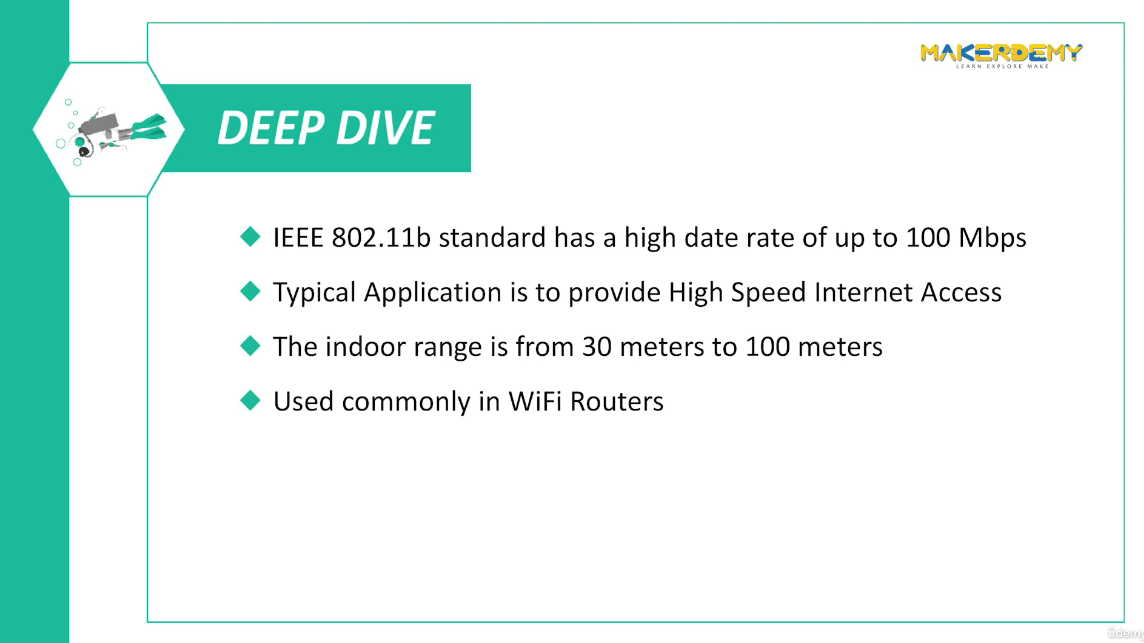 MAKERDEMY
LEARN EXPLORE MAKE
DEEP DIVE
IEEE 802.11b standard has a high date rate of up to 100 Mbps
Typical Application is to provide High Speed Internet Access
The indoor range is from 30 meters to 100 meters
Used commonly in WiFi Routers
ûdemy